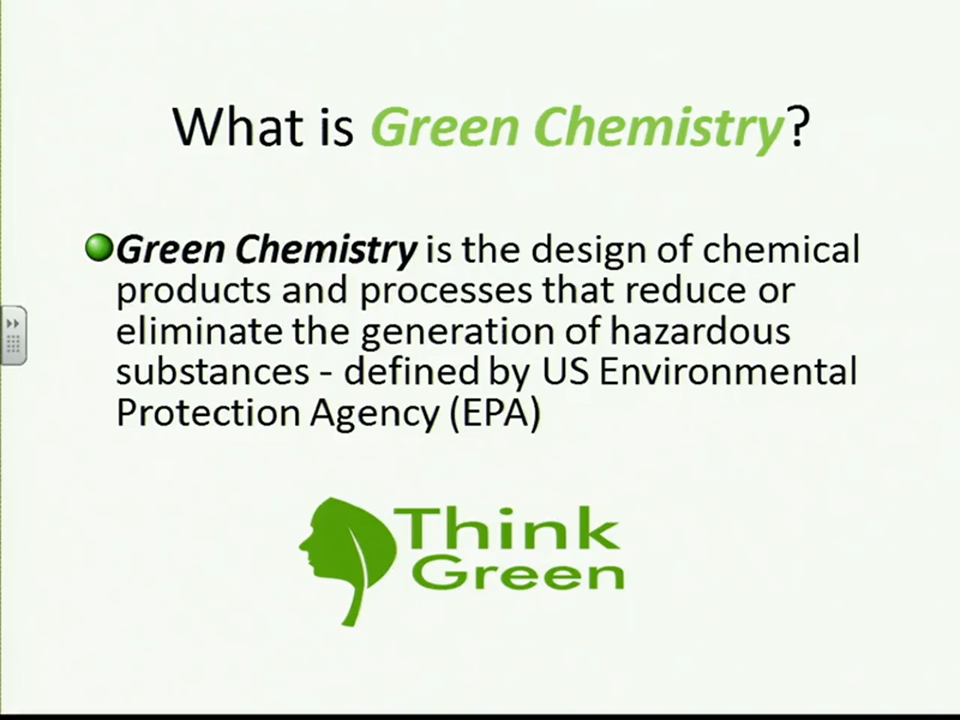 What is Green Chemistry?
Green Chemistry is the design of chemical
products and processes that reduce or
eliminate the generation of hazardous
substances - defined by US Environmental
Protection Agency (EPA)
Think
Green